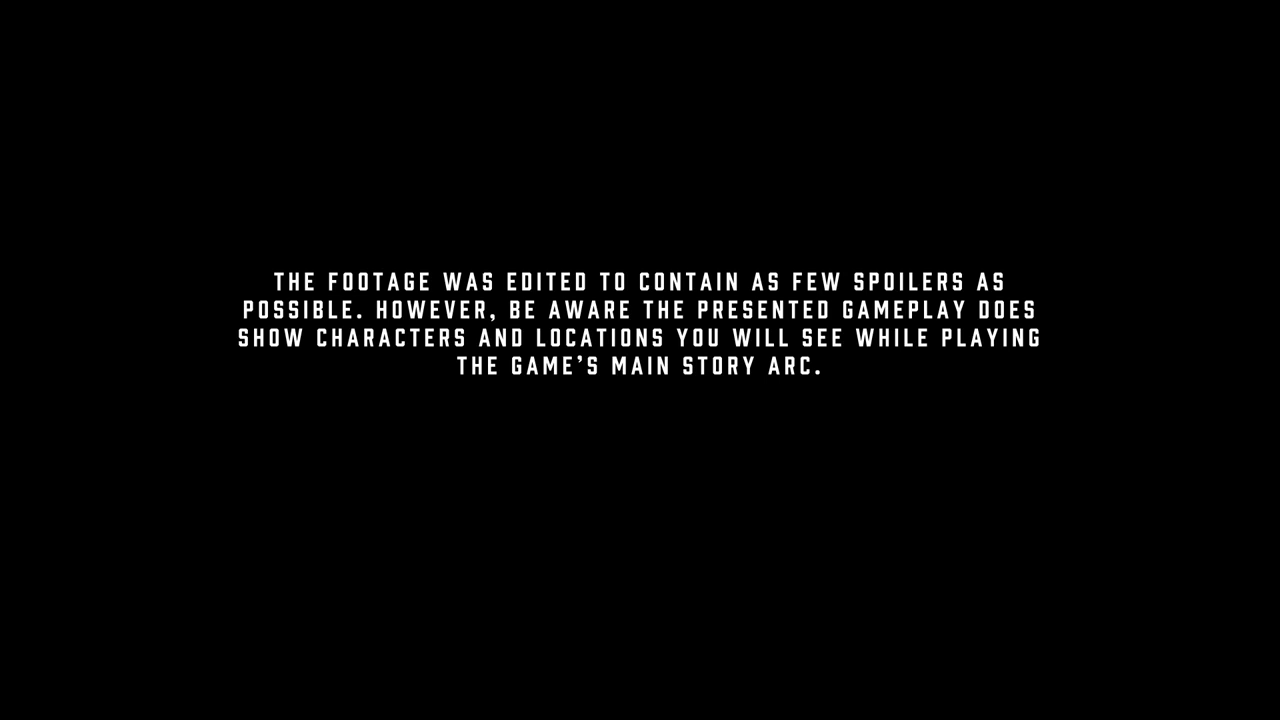 THE FOOTAGE WAS EDITED TO CONTAIN AS FEW SPOILERS AS
POSSIBLE. HOWEVER, BE AWARE THE PRESENTED GAMEPLAY DOES
SHOW CHARACTERS AND LOCATIONS YOU WILL SEE WHILE PLAYING
THE GAME’S MAIN STORY ARC.